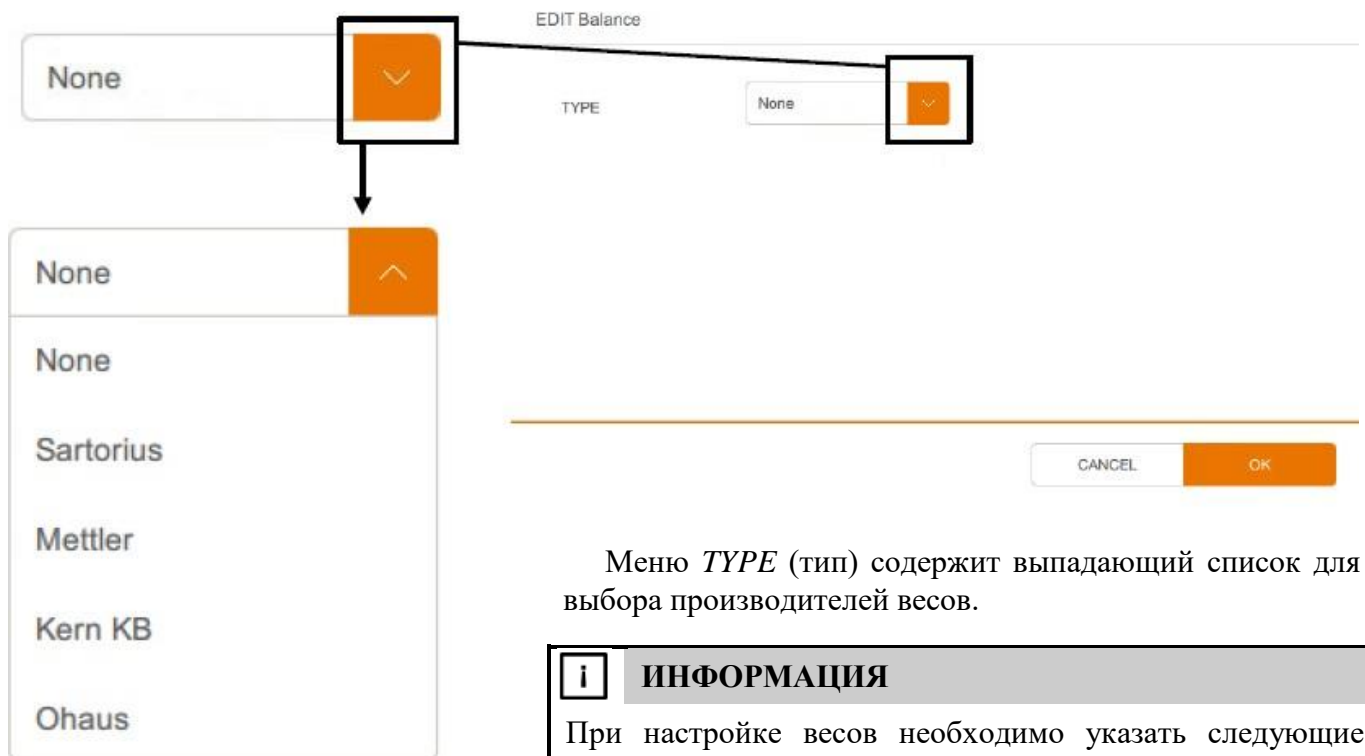 None
None
None
Sartorius
Mettler
Kern KB
Ohaus
EDIT Balance
TYPE
None
CANCEL
OK
Меню TYPE (тип) содержит выпадающий список для
выбора производителей весов.
i
ИНФОРМАЦИЯ
При настройке весов необходимо указать следующие